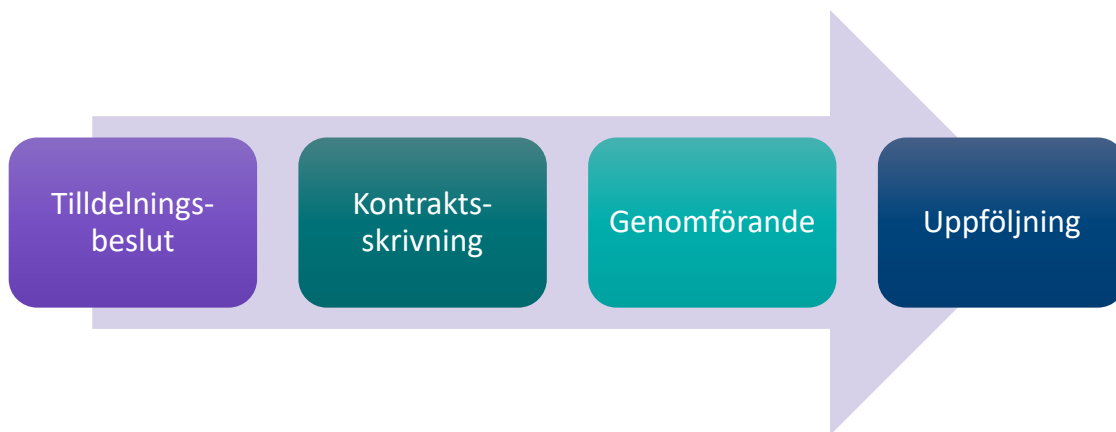 Tilldelnings-
beslut
Kontrakts-
skrivning
Genomförande
Uppföljning